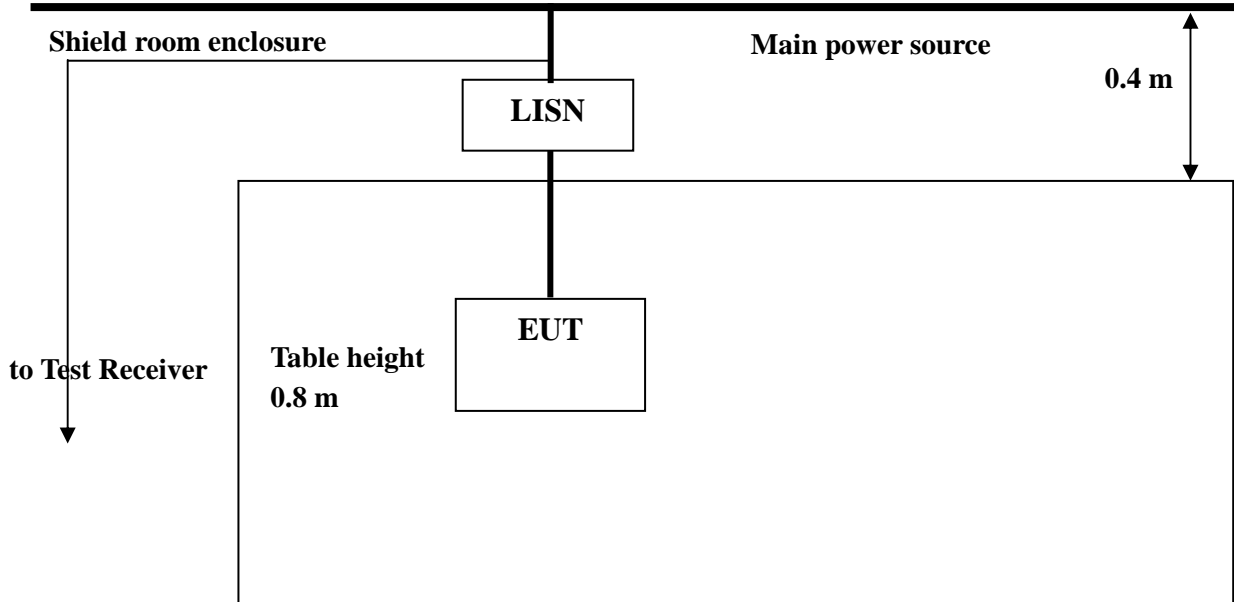 Shield room enclosure
Main power source
0.4 m
LISN
EUT
Table height
0.8 m
to Test Receiver